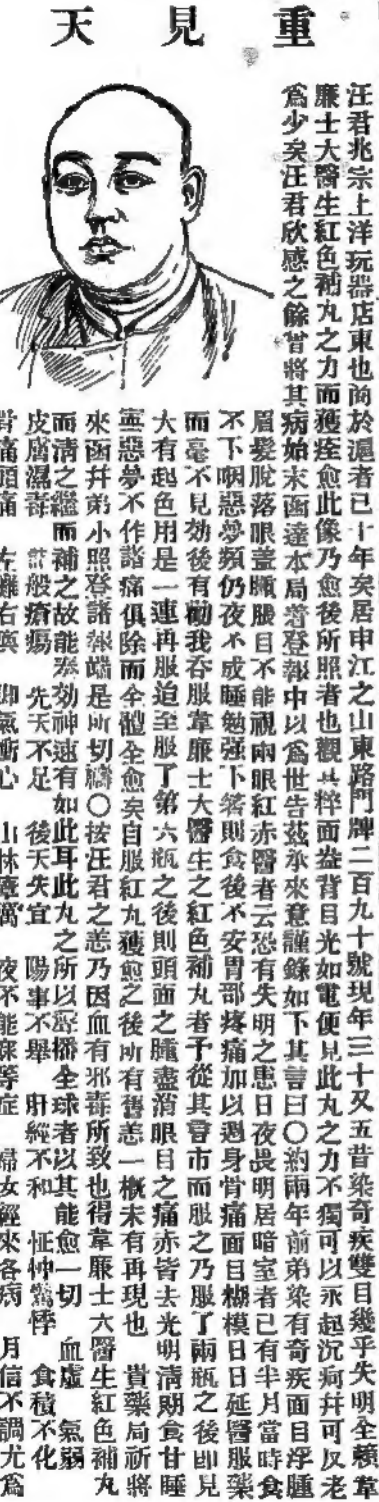 重見天
汪君兆宗上洋玩器店東也商於滬者已十年矣居申江之山東路門牌二百九十號現年三十又五昔染奇疾雙目幾乎失明全賴韋
廉士大醫生紅色補丸之力而獲痊愈此像乃愈後所照者也觀其粹面盎背目光如電便見此丸之力不獨可以永起沉疴幷可反老
爲少矣汪君欣感之餘曾將其病始末函達本局著登報中以爲世告茲承來意謹錄如下其言曰〇約兩年前弟染有奇疾面目浮腫
眉髮脫落眼蓋腫脹目不能視兩眼紅赤醫者云恐有失明之患日夜畏明居暗室者已有半月當時食
不下咽惡夢頻仍夜不成睡勉强下箸則食後不安胃部疼痛加以遍身骨痛面目糊模日日延醫服藥
而毫不見効後有勸我吞服韋廉士大醫生之紅色補丸者予從其言市而服之乃服了兩瓶之後即見
大有起色用是一連再服迨至服了第六瓶之後則頭面之腫盡消眼目之痛亦皆去光明淸朗食甘睡
寧惡夢不作諸痛俱除而全體全愈矣自服紅丸獲愈之後所有舊恙一槪未有再現也 貴藥局祈將
來函幷弟小照登諸報端是所切禱〇按汪君之恙乃因血有邪毒所致也得韋廉士大醫生紅色補丸
而淸之繼而補之故能奏効神速有如此耳此丸之所以馳播全球者以其能愈一切 血虛 氣弱
皮膚濕毒 諸般瘡瘍 先天不足 後天失宜 陽事不舉 肝經不和 怔忡驚悸 食積不化
骨痛頭痛 左癱右瘓 脚氣衝心 山林瘴癘 夜不能寐等症 婦女經來各病 月信不調尤爲